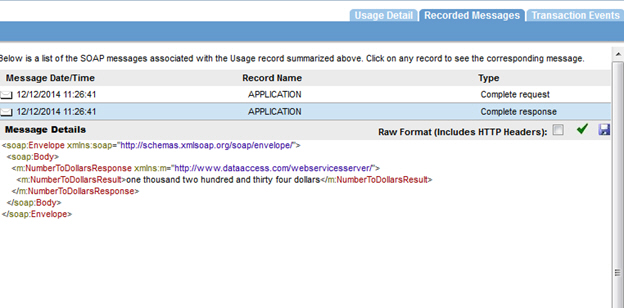 Usage Detail Recorded Messages Transaction Events
Below is a list of the SOAP messages associated with the Usage record summarized above. Click on any record to see the corresponding message.
Message Date/Time Record Name Type
12/12/2014 11:26:41 APPLICATION Complete request
12/12/2014 11:26:41 APPLICATION Complete response
Message Details Raw Format (Includes HTTP Headers):
<soap:Envelope xmlns:soap="http://schemas.xmlsoap.org/soap/envelope/">
<soap:Body>
<m:NumberToDollarsResponse xmlns:m="http://www.dataaccess.com/webservicesserver/">
<m:NumberToDollarsResult>one thousand two hundred and thirty four dollars</m:NumberToDollarsResult>
</m:NumberToDollarsResponse>
</soap:Body>
</soap:Envelope>